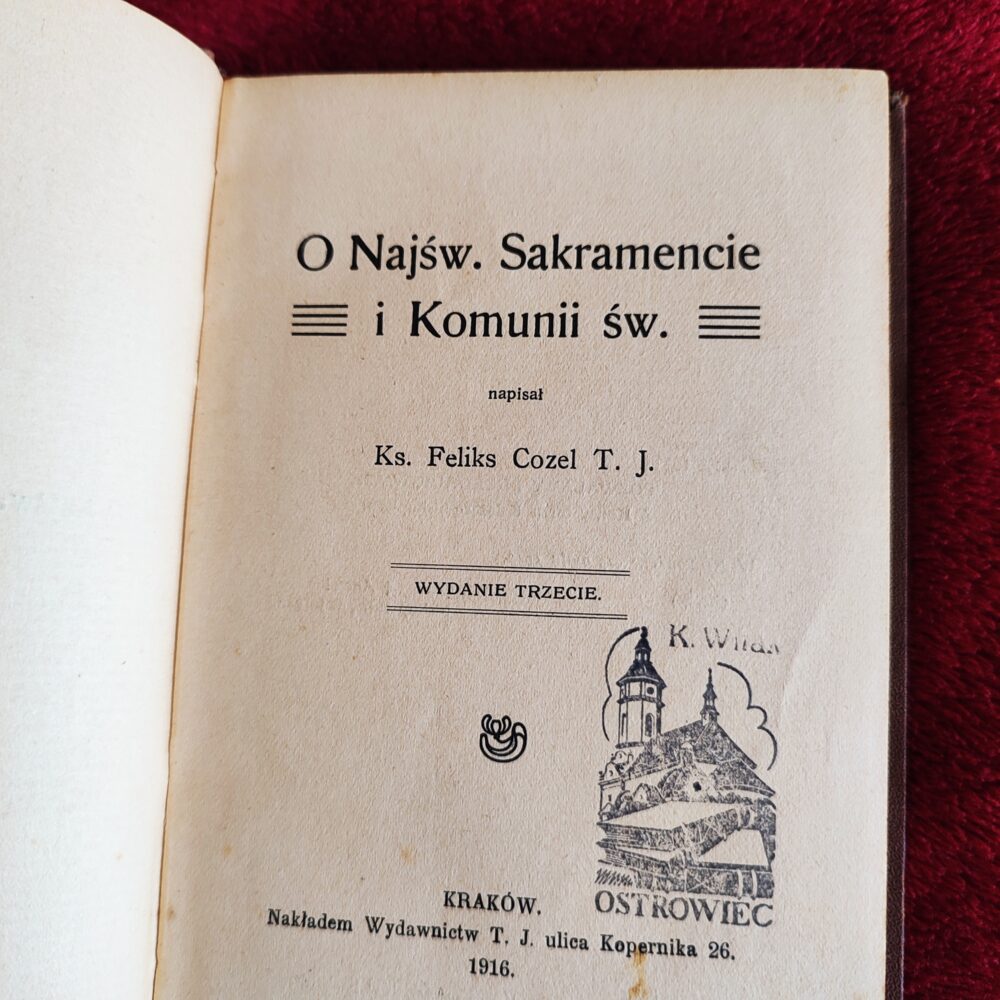 O Najśw. Sakramencie
i Komunii św.
napisał
Ks. Feliks Cozel T. J.
WYDANIE TRZECIE.
K.
OSTROWIEC
KRAKÓW.
Nakładem Wydawnictw T. J. ulica Kopernika 26.
1916.